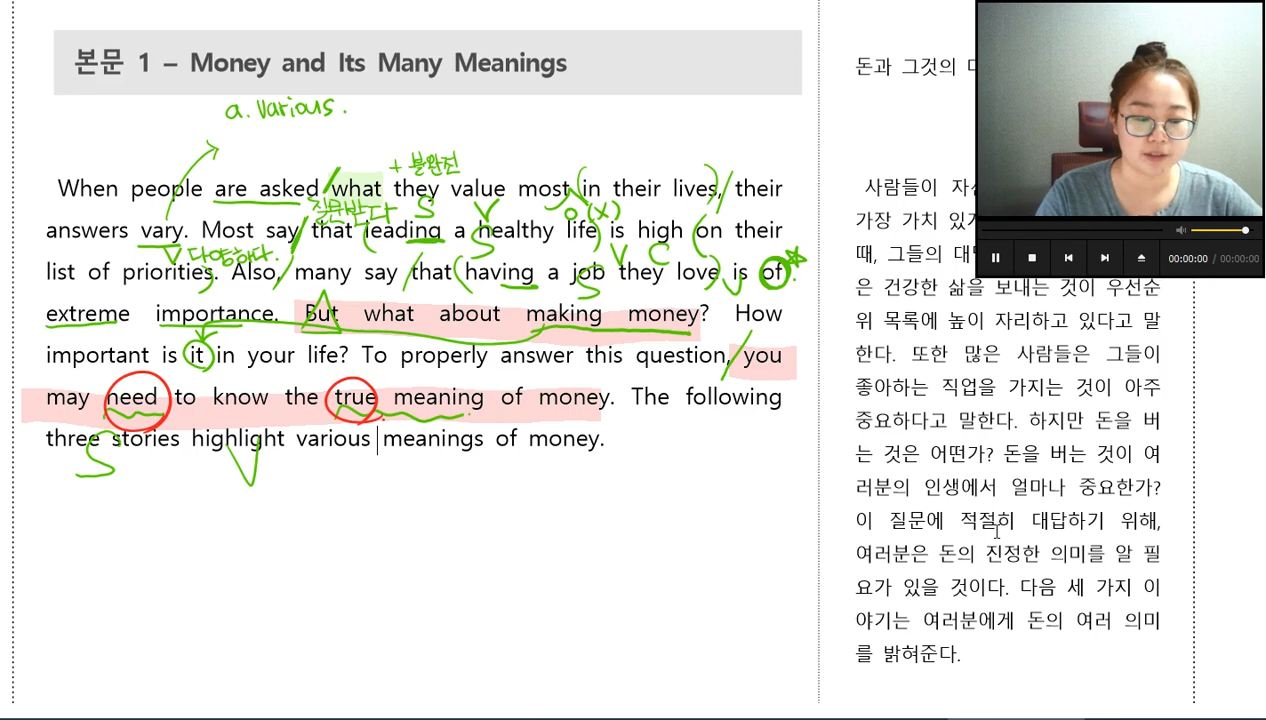 본문 1 – Money and Its Many Meanings
a. various.
+ 불완전
When people are asked what they value most in their lives, their
질문받다 S V O (X)
answers vary. Most say that leading a healthy life is high on their
V 다양하다. S V C
list of priorities. Also, many say that having a job they love is of
S V
extreme importance. But what about making money? How
important is it in your life? To properly answer this question, you
may need to know the true meaning of money. The following
three stories highlight various meanings of money.
S V
돈과 그것의
사람들이
가장 가치
때, 그들의
은 건강한 삶을 보내는 것이 우선순
위 목록에 높이 자리하고 있다고 말
한다. 또한 많은 사람들은 그들이
좋아하는 직업을 가지는 것이 아주
중요하다고 말한다. 하지만 돈을 버
는 것은 어떤가? 돈을 버는 것이 여
러분의 인생에서 얼마나 중요한가?
이 질문에 적절히 대답하기 위해,
여러분은 돈의 진정한 의미를 알 필
요가 있을 것이다. 다음 세 가지 이
야기는 여러분에게 돈의 여러 의미
를 밝혀준다.
00:00:00 / 00:00:00